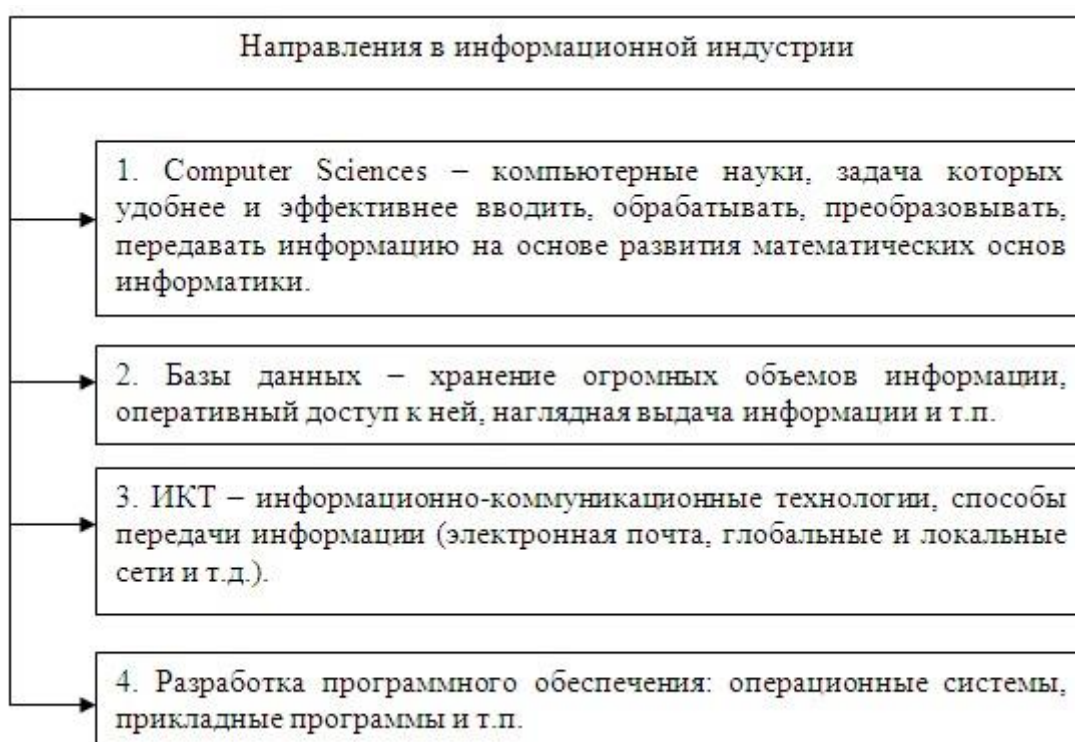 Направления в информационной индустрии
1. Computer Sciences – компьютерные науки, задача которых
удобнее и эффективнее вводить, обрабатывать, преобразовывать,
передавать информацию на основе развития математических основ
информатики.
2. Базы данных – хранение огромных объемов информации,
оперативный доступ к ней, наглядная выдача информации и т.п.
3. ИКТ – информационно-коммуникационные технологии, способы
передачи информации (электронная почта, глобальные и локальные
сети и т.д.).
4. Разработка программного обеспечения: операционные системы,
прикладные программы и т.п.